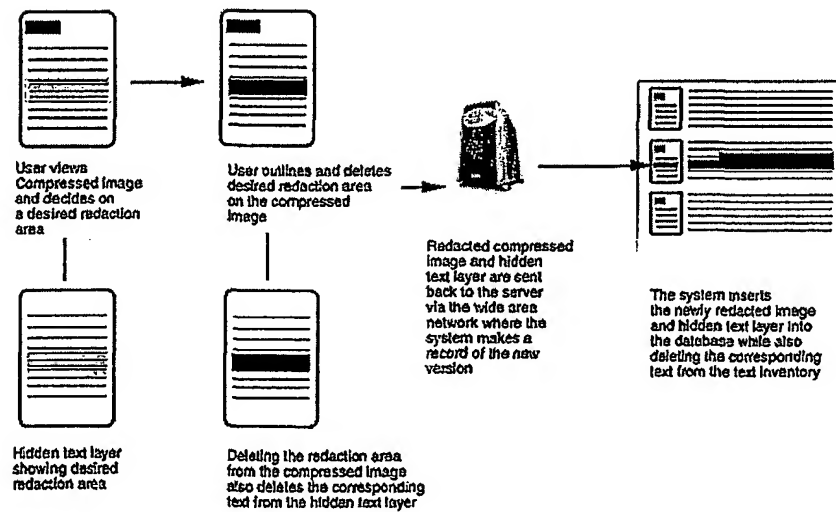 User views
Compressed image
and decides on
a desired redaction
area
User outlines and deletes
desired redaction area
on the compressed
image
Redacted compressed
image and hidden
text layer are sent
back to the server
via the wide area
network where the
system makes a
record of the new
version
The system inserts
the newly redacted image
and hidden text layer into
the database while also
deleting the corresponding
text from the text inventory
Hidden text layer
showing desired
redaction area
Deleting the redaction area
from the compressed image
also deletes the corresponding
text from the hidden text layer